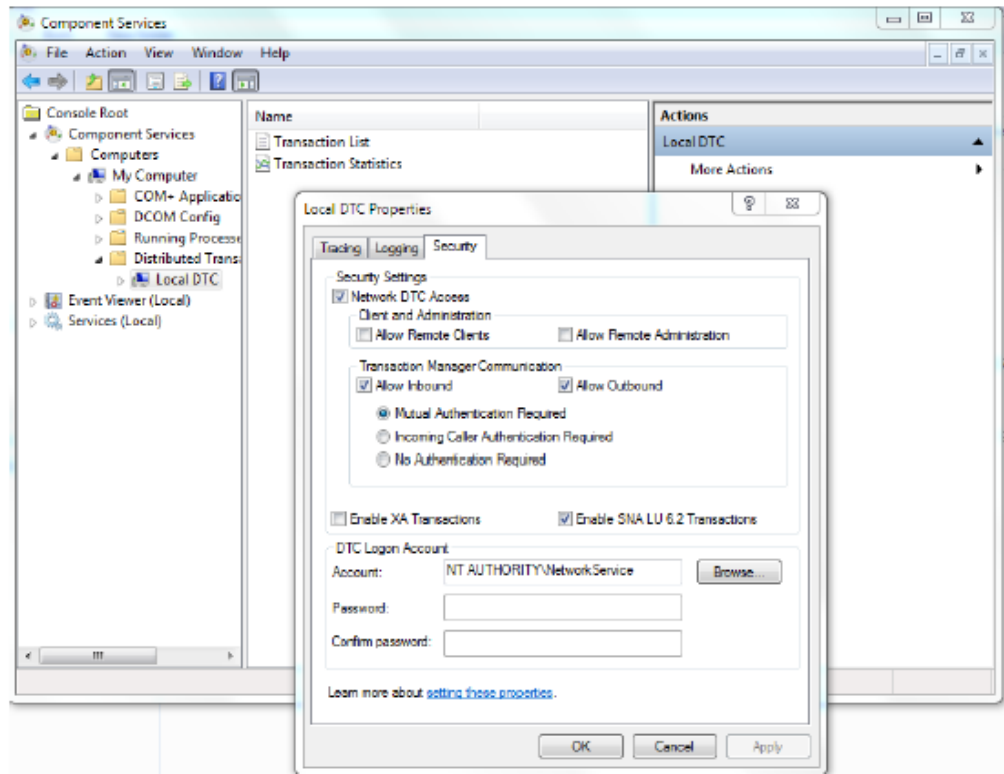 Component Services
File Action View Window Help
Console Root
Component Services
Computers
My Computer
COM+ Applicatio
DCOM Config
Running Processe
Distributed Trans
Local DTC
Event Viewer (Local)
Services (Local)
Name
Transaction List
Transaction Statistics
Actions
Local DTC
More Actions
Local DTC Properties
Tracing Logging Security
Security Settings
Network DTC Access
Client and Administration
Allow Remote Clients Allow Remote Administration
Transaction Manager Communication
Allow Inbound Allow Outbound
Mutual Authentication Required
Incoming Caller Authentication Required
No Authentication Required
Enable XA Transactions Enable SNA LU 6.2 Transactions
DTC Logon Account
Account: NT AUTHORITY\NetworkService Browse...
Password:
Confirm password:
Learn more about setting these properties.
OK Cancel Apply